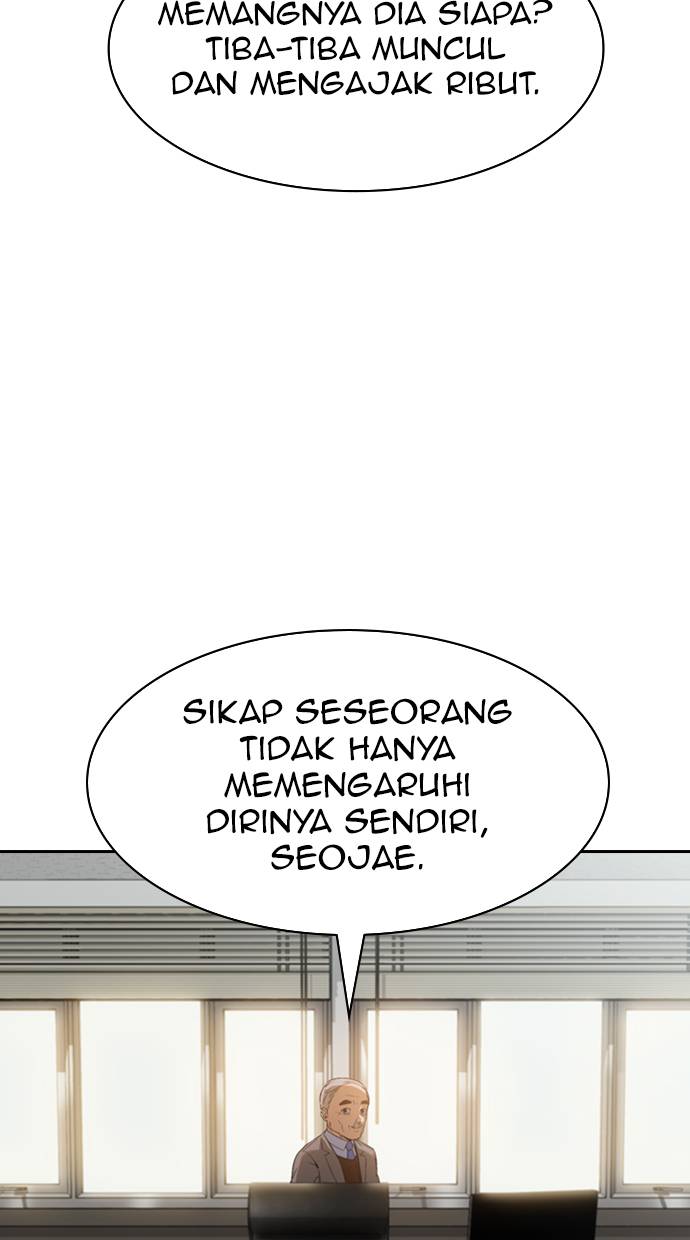 MEMANGNYA DIA SIAPA?
TIBA-TIBA MUNCUL
DAN MENGAJAK RIBUT.
SIKAP SESEORANG
TIDAK HANYA
MEMENGARUHI
DIRINYA SENDIRI,
SEOJAE.